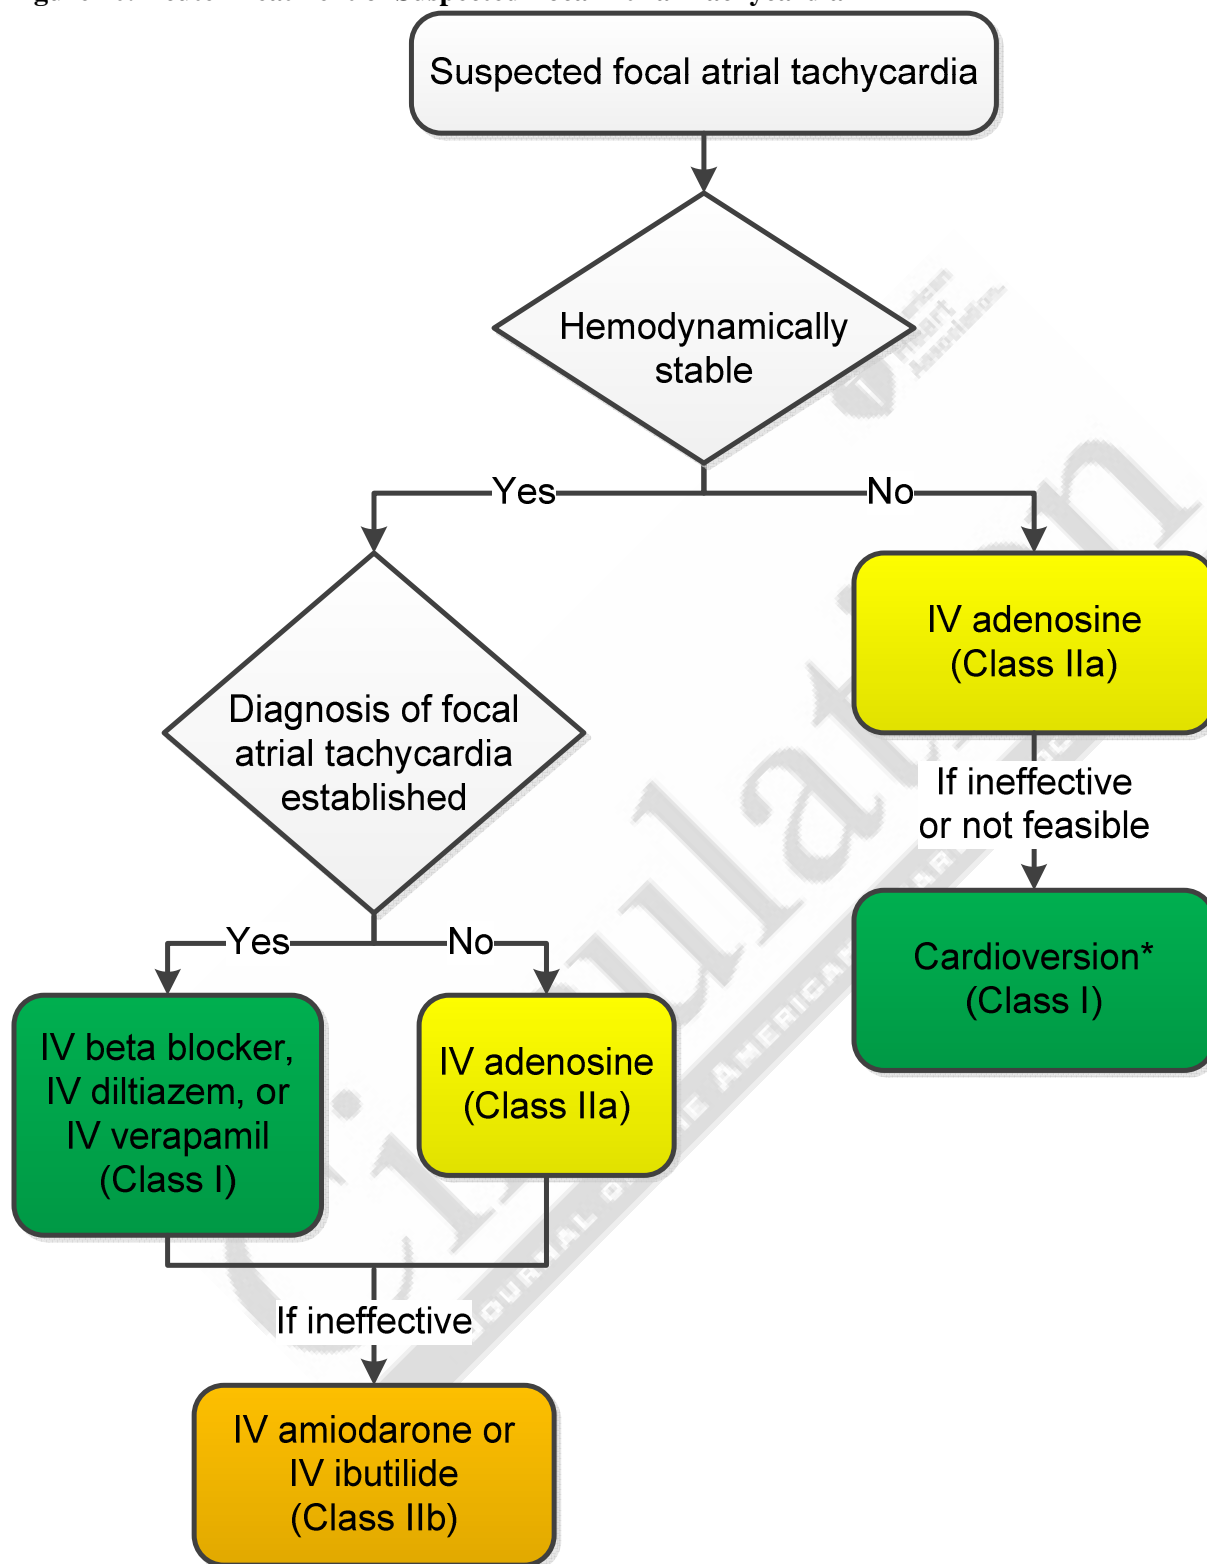 Suspected focal atrial tachycardia
Hemodynamically
stable
Yes
No
IV adenosine
(Class IIa)
Diagnosis of focal
atrial tachycardia
established
If ineffective
or not feasible
Cardioversion*
(Class I)
Yes
No
IV beta blocker,
IV diltiazem, or
IV verapamil
(Class I)
IV adenosine
(Class IIa)
If ineffective
IV amiodarone or
IV ibutilide
(Class IIb)